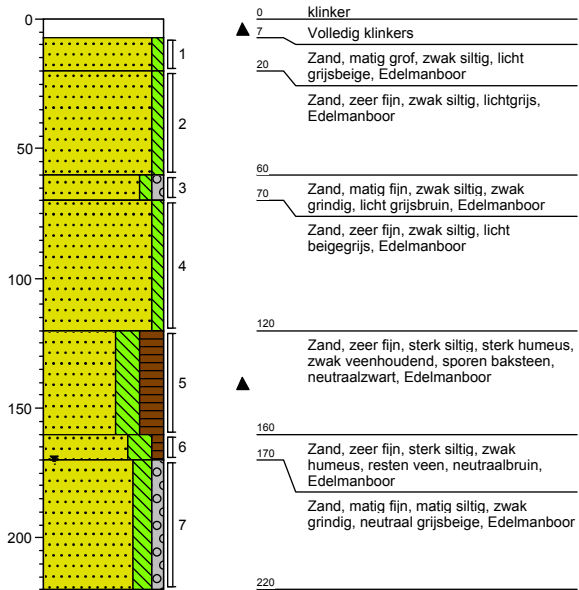 0
50
100
150
200
1
2
3
4
5
6
7
0
klinker
7
Volledig klinkers
Zand, matig grof, zwak siltig, licht
grijsbeige, Edelmanboor
20
Zand, zeer fijn, zwak siltig, lichtgrijs,
Edelmanboor
60
Zand, matig fijn, zwak siltig, zwak
grindig, licht grijsbruin, Edelmanboor
70
Zand, zeer fijn, zwak siltig, licht
beigegrijs, Edelmanboor
120
Zand, zeer fijn, sterk siltig, sterk humeus,
zwak veenhoudend, sporen baksteen,
neutraalzwart, Edelmanboor
160
Zand, zeer fijn, sterk siltig, zwak
humeus, resten veen, neutraalbruin,
Edelmanboor
170
Zand, matig fijn, matig siltig, zwak
grindig, neutraal grijsbeige, Edelmanboor
220